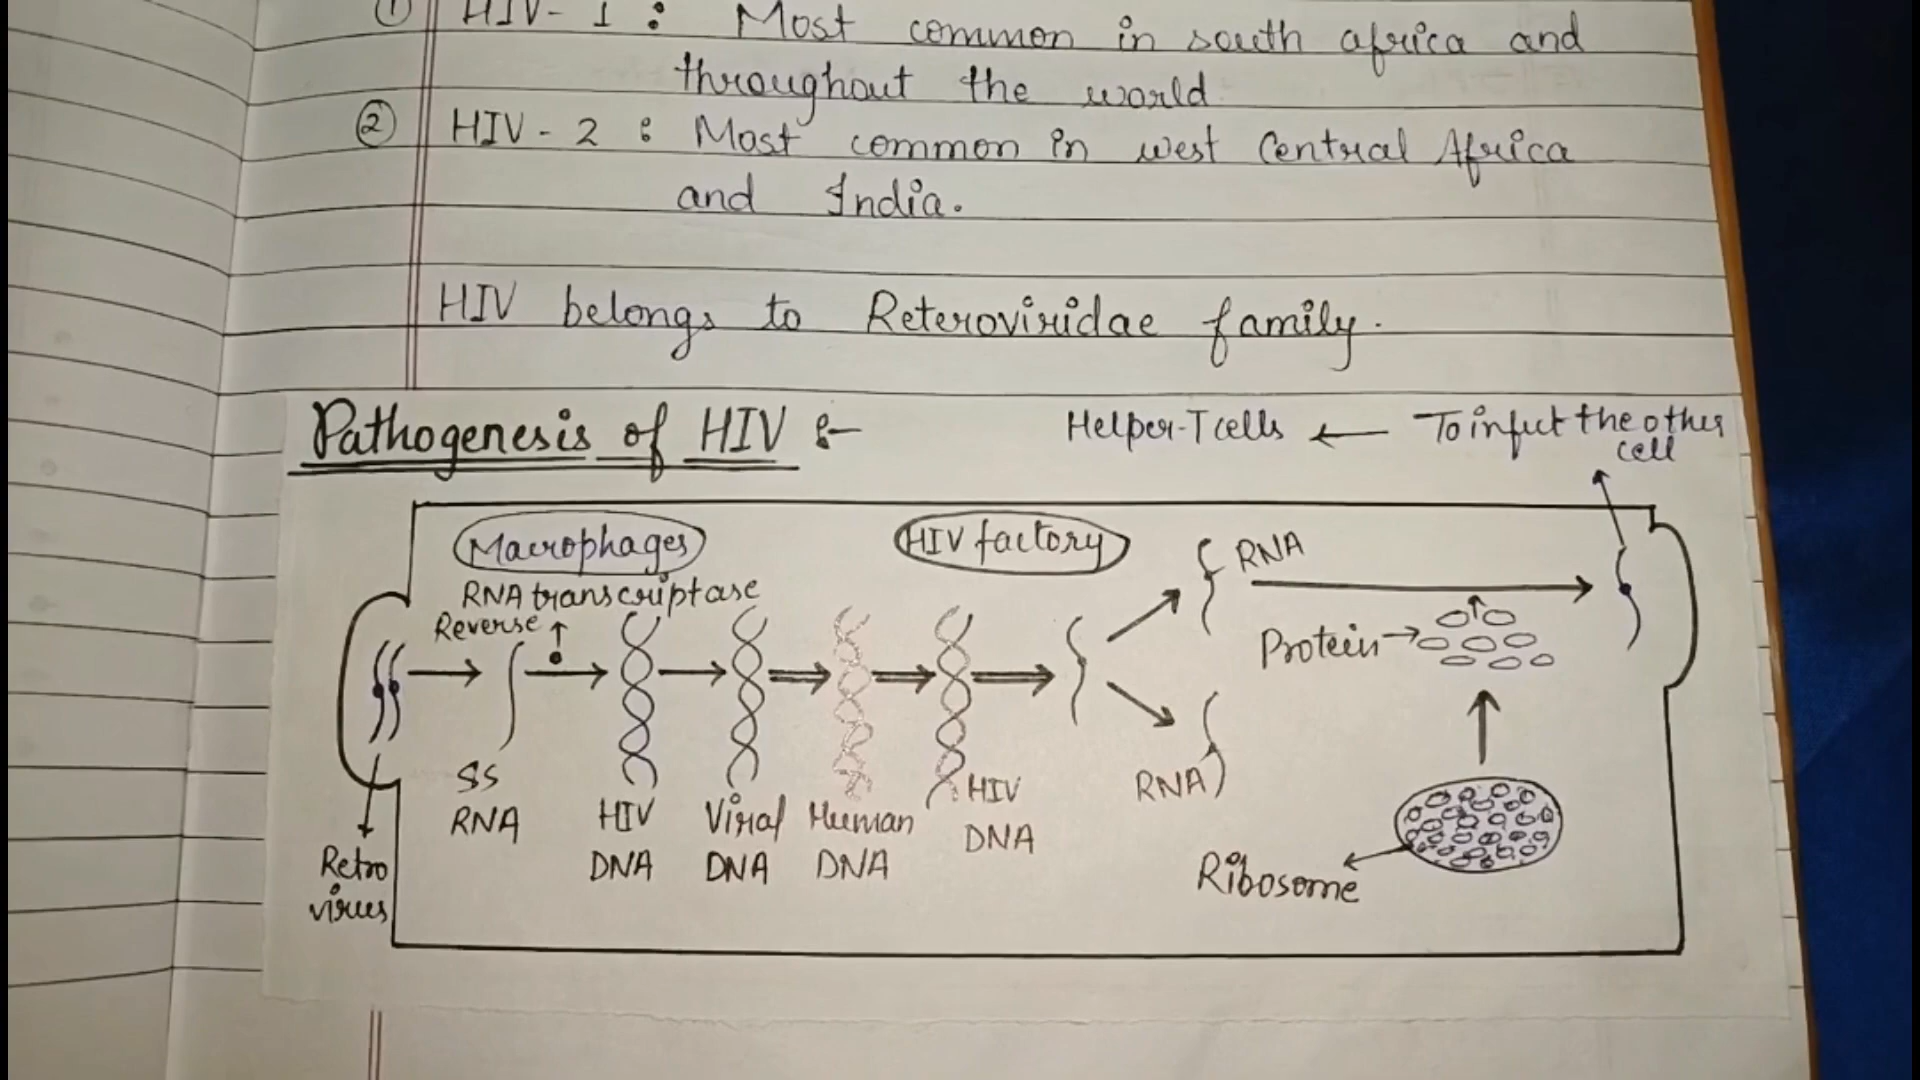 ① HIV- 1 : Most common in south africa and
throughout the world
② HIV - 2 : Most common in west Central Africa
and India.
HIV belongs to Reteroviridae family.
Pathogenesis of HIV :-
Helper-T cells ← To infect the other
cell
Macrophages
HIV factory
RNA transcriptase
Reverse
RNA
Protein
SS
RNA
HIV
DNA
Viral
DNA
Human
DNA
HIV
DNA
RNA
Retro
virus
Ribosome